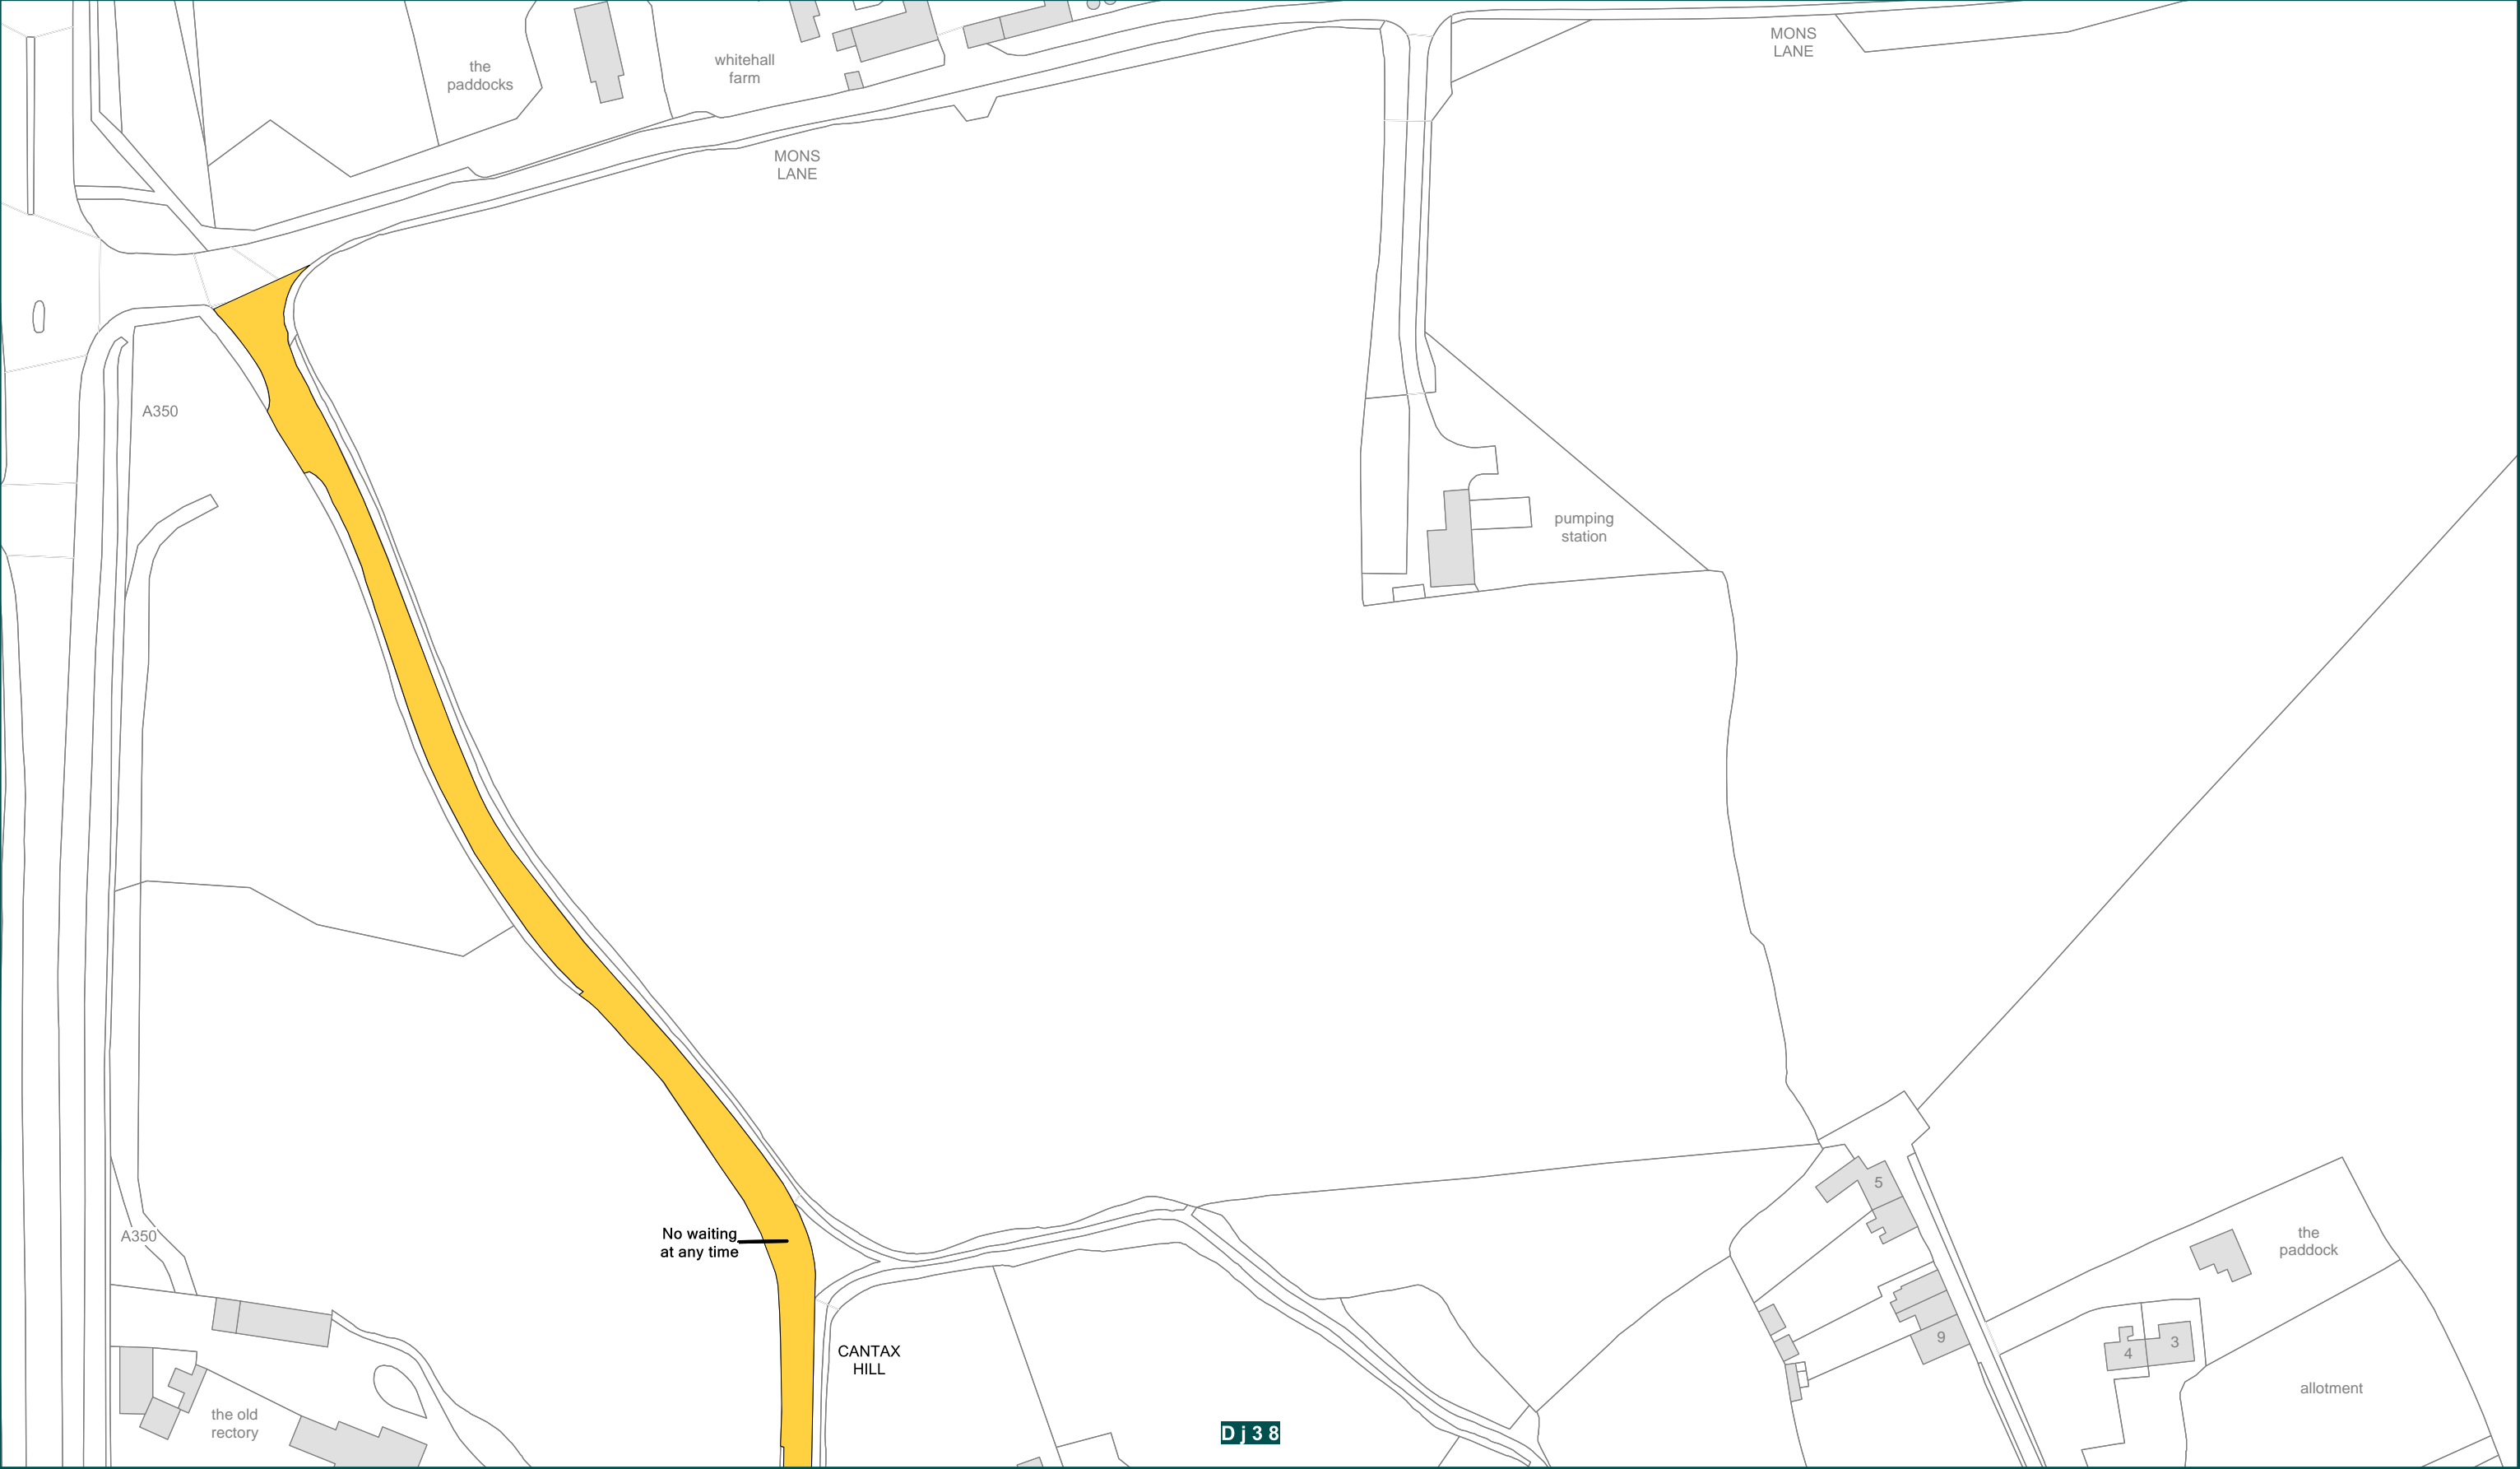 MONS
LANE
whitehall
farm
the
paddocks
MONS
LANE
A350
pumping
station
5
No waiting
at any time
A350
the
paddock
9
3
4
CANTAX
HILL
allotment
the old
rectory
Dj38